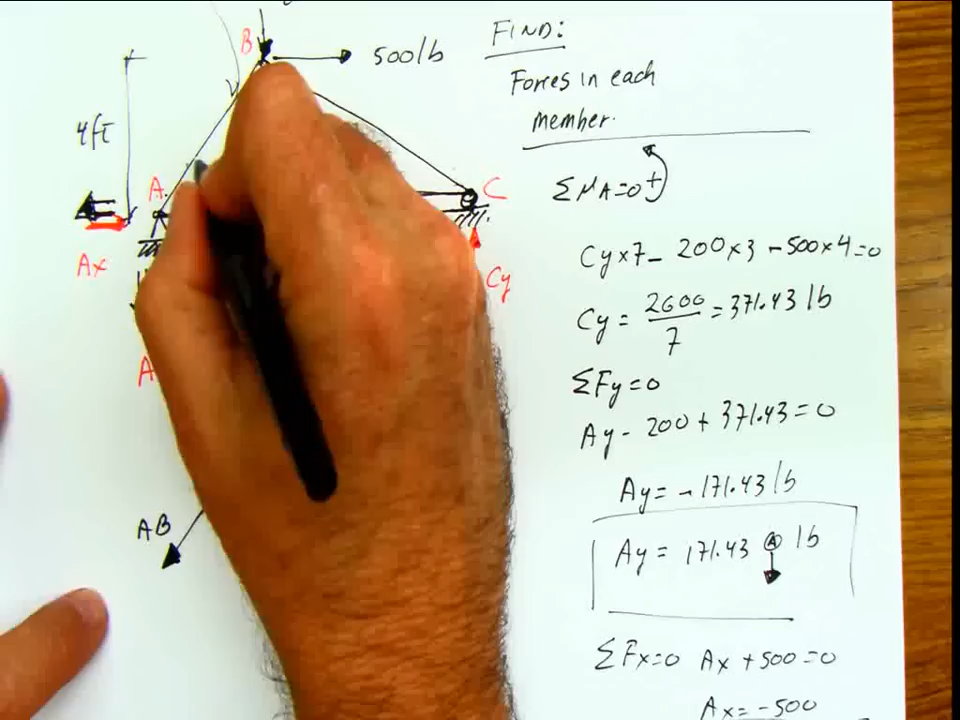 B
500lb
4ft
A
C
Ax
Cy
A
AB
FIND:
Forces in each
member.
ΣMA=0 +
Cy×7 - 200×3 - 500×4=0
Cy = 2600/7 = 371.43 lb
ΣFy=0
Ay - 200 + 371.43 = 0
Ay = -171.43 lb
Ay = 171.43 lb
ΣFx=0 Ax +500=0
Ax = -500